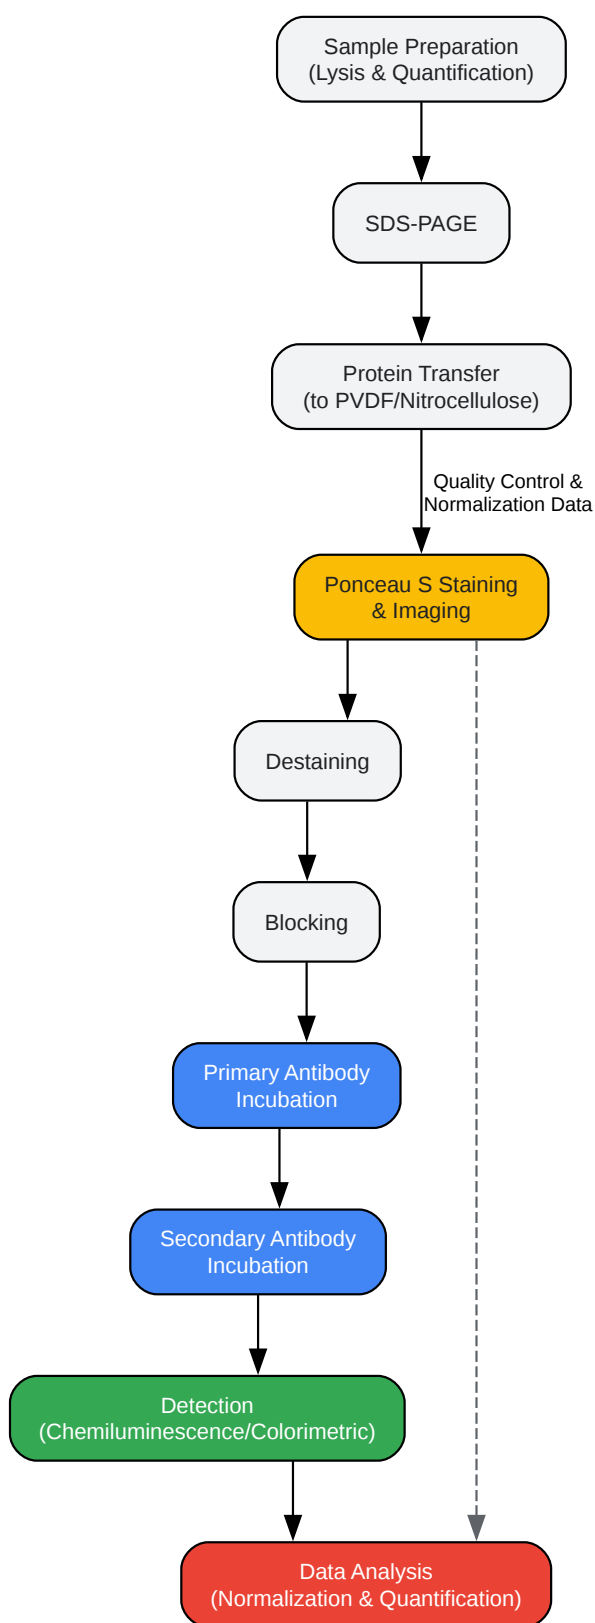 Sample Preparation
(Lysis & Quantification)
SDS-PAGE
Protein Transfer
(to PVDF/Nitrocellulose)
Quality Control &
Normalization Data
Ponceau S Staining
& Imaging
Destaining
Blocking
Primary Antibody
Incubation
Secondary Antibody
Incubation
Detection
(Chemiluminescence/Colorimetric)
Data Analysis
(Normalization & Quantification)